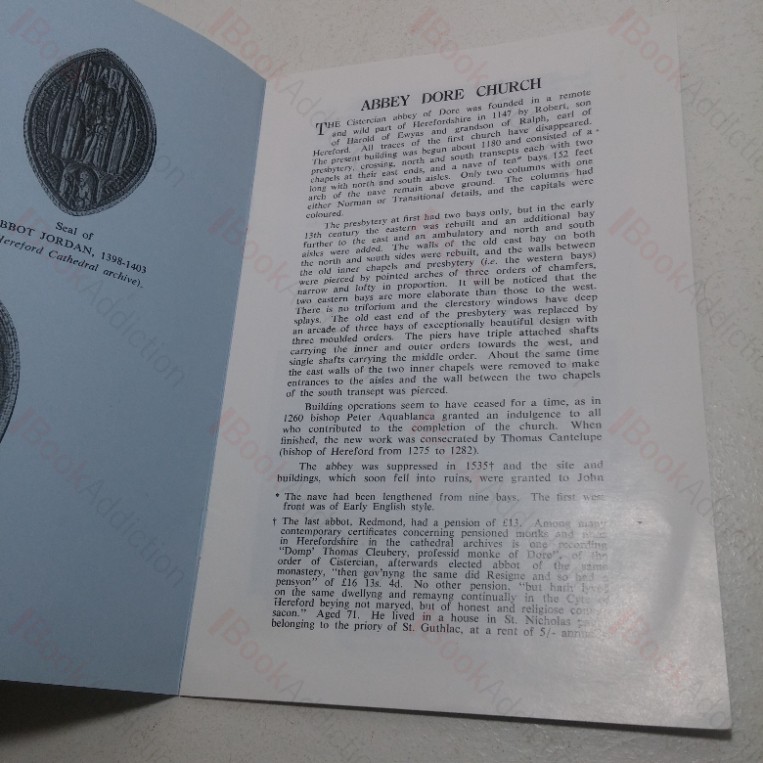 Seal of
BBOT JORDAN, 1398-1403
Hereford Cathedral archive).
ABBEY DORE CHURCH
THE Cistercian abbey of Dore was founded in a remote
and wild part of Herefordshire in 1147 by Robert, son
of Harold of Ewyas and grandson of Ralph, earl of
Hereford. All traces of the first church have disappeared.
The present building was begun about 1180 and consisted of a
presbytery, crossing, north and south transepts each with two
chapels at their east ends, and a nave of ten* bays 152 feet
long with north and south aisles. Only two columns with one
arch of the nave remain above ground. The columns had
either Norman or Transitional details, and the capitals were
coloured.
The presbytery at first had two bays only, but in the early
13th century the eastern was rebuilt and an additional bay
further to the east and an ambulatory and north and south
aisles were added. The walls of the old east bay on both
the north and south sides were rebuilt, and the walls between
the old inner chapels and presbytery (i.e. the western bays)
were pierced by pointed arches of three orders of chamfers,
narrow and lofty in proportion. It will be noticed that the
two eastern bays are more elaborate than those to the west.
There is no triforium and the clerestory windows have deep
splays. The old east end of the presbytery was replaced by
an arcade of three bays of exceptionally beautiful design with
three moulded orders. The piers have triple attached shafts
carrying the inner and outer orders towards the west, and
single shafts carrying the middle order. About the same time
the east walls of the two inner chapels were removed to make
entrances to the aisles and the wall between the two chapels
of the south transept was pierced.
Building operations seem to have ceased for a time, as in
1260 bishop Peter Aquablanca granted an indulgence to all
who contributed to the completion of the church. When
finished, the new work was consecrated by Thomas Cantelupe
(bishop of Hereford from 1275 to 1282).
The abbey was suppressed in 1535† and the site and
buildings, which soon fell into ruins, were granted to John
* The nave had been lengthened from nine bays. The first west
front was of Early English style.
† The last abbot, Redmond, had a pension of £13. Among many
contemporary certificates concerning pensioned monks and
in Herefordshire in the cathedral archives is one recording
"Domp' Thomas Cleubery, professid monke of Dore", of the
order of Cistercian, afterwards elected abbot of the same
monastery, "then gov'nyng the same did Resigne and so had a
pensyon" of £16 13s. 4d. No other pension, "but hath
on the same dwellyng and remayng continually in the Cyte of
Hereford beying not maryed, but of honest and religiose
sacon." Aged 71. He lived in a house in St. Nicholas
belonging to the priory of St. Guthlac, at a rent of 5/-